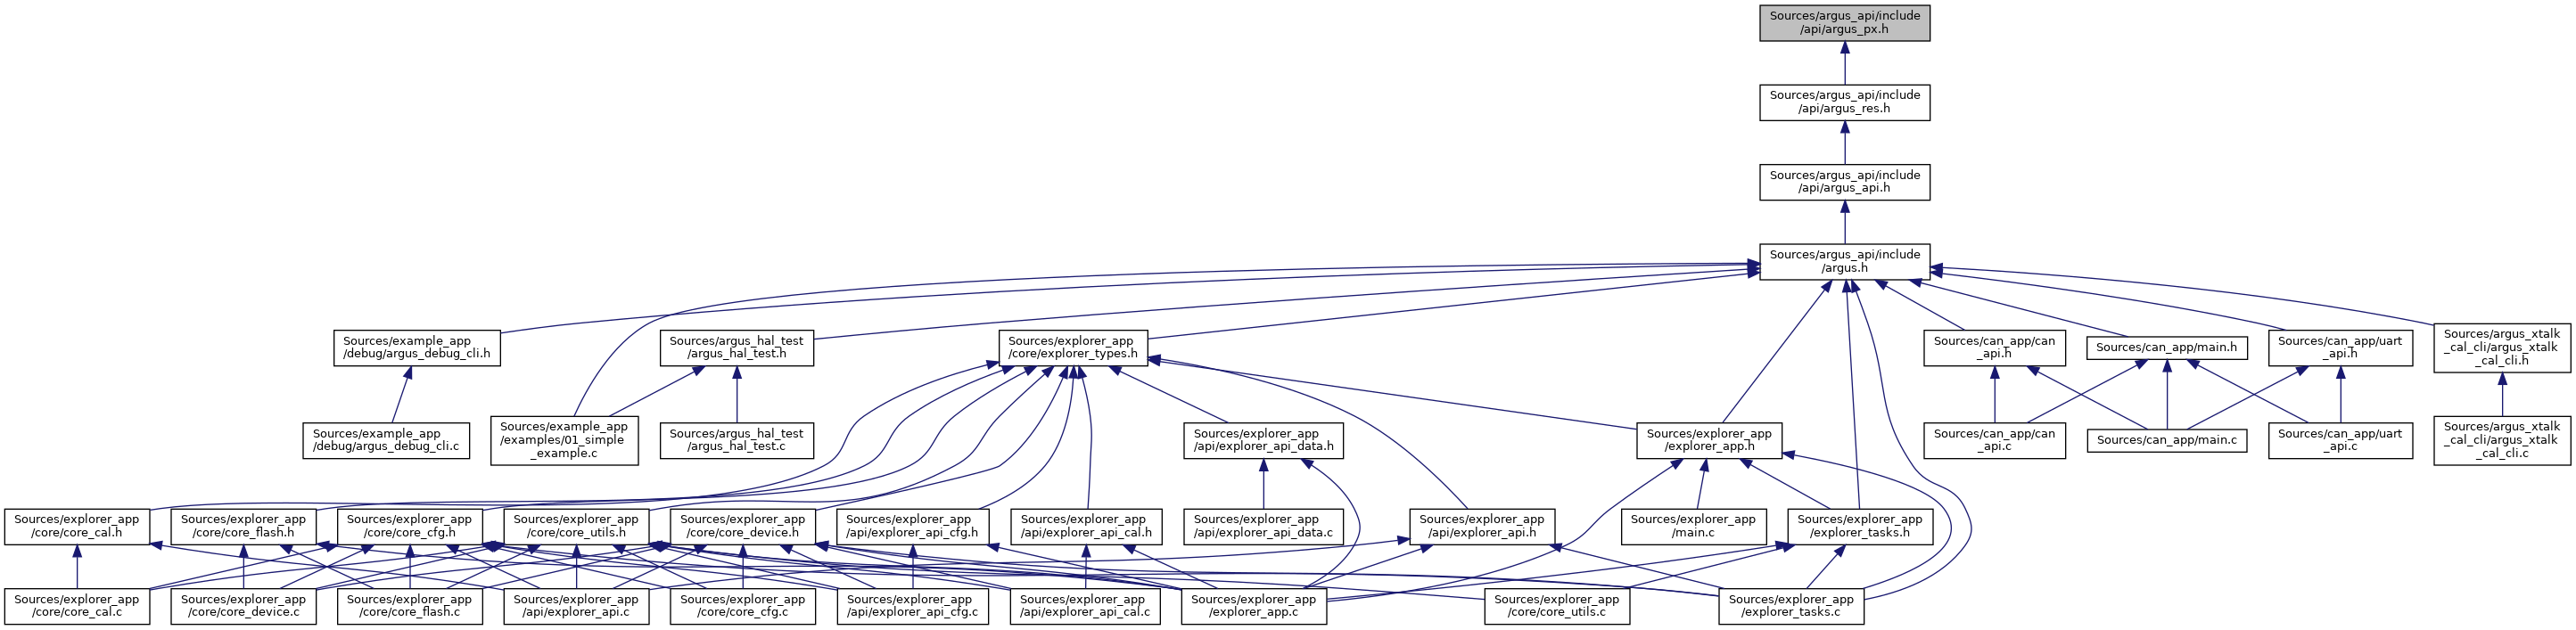 Sources/argus_api/include
/api/argus_px.h
Sources/argus_api/include
/api/argus_res.h
Sources/argus_api/include
/api/argus_api.h
Sources/argus_api/include
/argus.h
Sources/example_app
/debug/argus_debug_cli.h
Sources/argus_hal_test
/argus_hal_test.h
Sources/explorer_app
/core/explorer_types.h
Sources/can_app/can
_api.h
Sources/can_app/main.h
Sources/can_app/uart
_api.h
Sources/argus_xtalk
_cal_cli/argus_xtalk
_cal_cli.h
Sources/example_app
/debug/argus_debug_cli.c
Sources/example_app
/examples/01_simple
_example.c
Sources/argus_hal_test
/argus_hal_test.c
Sources/explorer_app
/api/explorer_api_data.h
Sources/explorer_app
/explorer_app.h
Sources/can_app/can
_api.c
Sources/can_app/main.c
Sources/can_app/uart
_api.c
Sources/argus_xtalk
_cal_cli/argus_xtalk
_cal_cli.c
Sources/explorer_app
/core/core_cal.h
Sources/explorer_app
/core/core_flash.h
Sources/explorer_app
/core/core_cfg.h
Sources/explorer_app
/core/core_utils.h
Sources/explorer_app
/core/core_device.h
Sources/explorer_app
/api/explorer_api_cfg.h
Sources/explorer_app
/api/explorer_api_cal.h
Sources/explorer_app
/api/explorer_api_data.c
Sources/explorer_app
/api/explorer_api.h
Sources/explorer_app
/main.c
Sources/explorer_app
/explorer_tasks.h
Sources/explorer_app
/core/core_cal.c
Sources/explorer_app
/core/core_device.c
Sources/explorer_app
/core/core_flash.c
Sources/explorer_app
/api/explorer_api.c
Sources/explorer_app
/core/core_cfg.c
Sources/explorer_app
/api/explorer_api_cfg.c
Sources/explorer_app
/api/explorer_api_cal.c
Sources/explorer_app
/explorer_app.c
Sources/explorer_app
/core/core_utils.c
Sources/explorer_app
/explorer_tasks.c